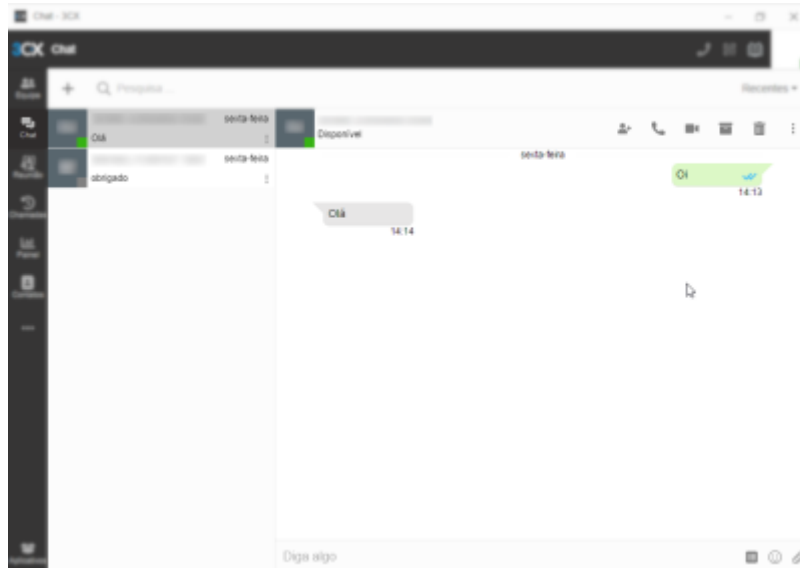 Chat - 3CX
3CX Chat
Equipe
Pesquisa ...
Recentes
Chat
sexta-feira
Olá
Disponível
sexta-feira
Reunião
sexta-feira
obrigado
Oi
14:13
Chamadas
Olá
14:14
Painel
Contatos
Diga algo
Aplicativos